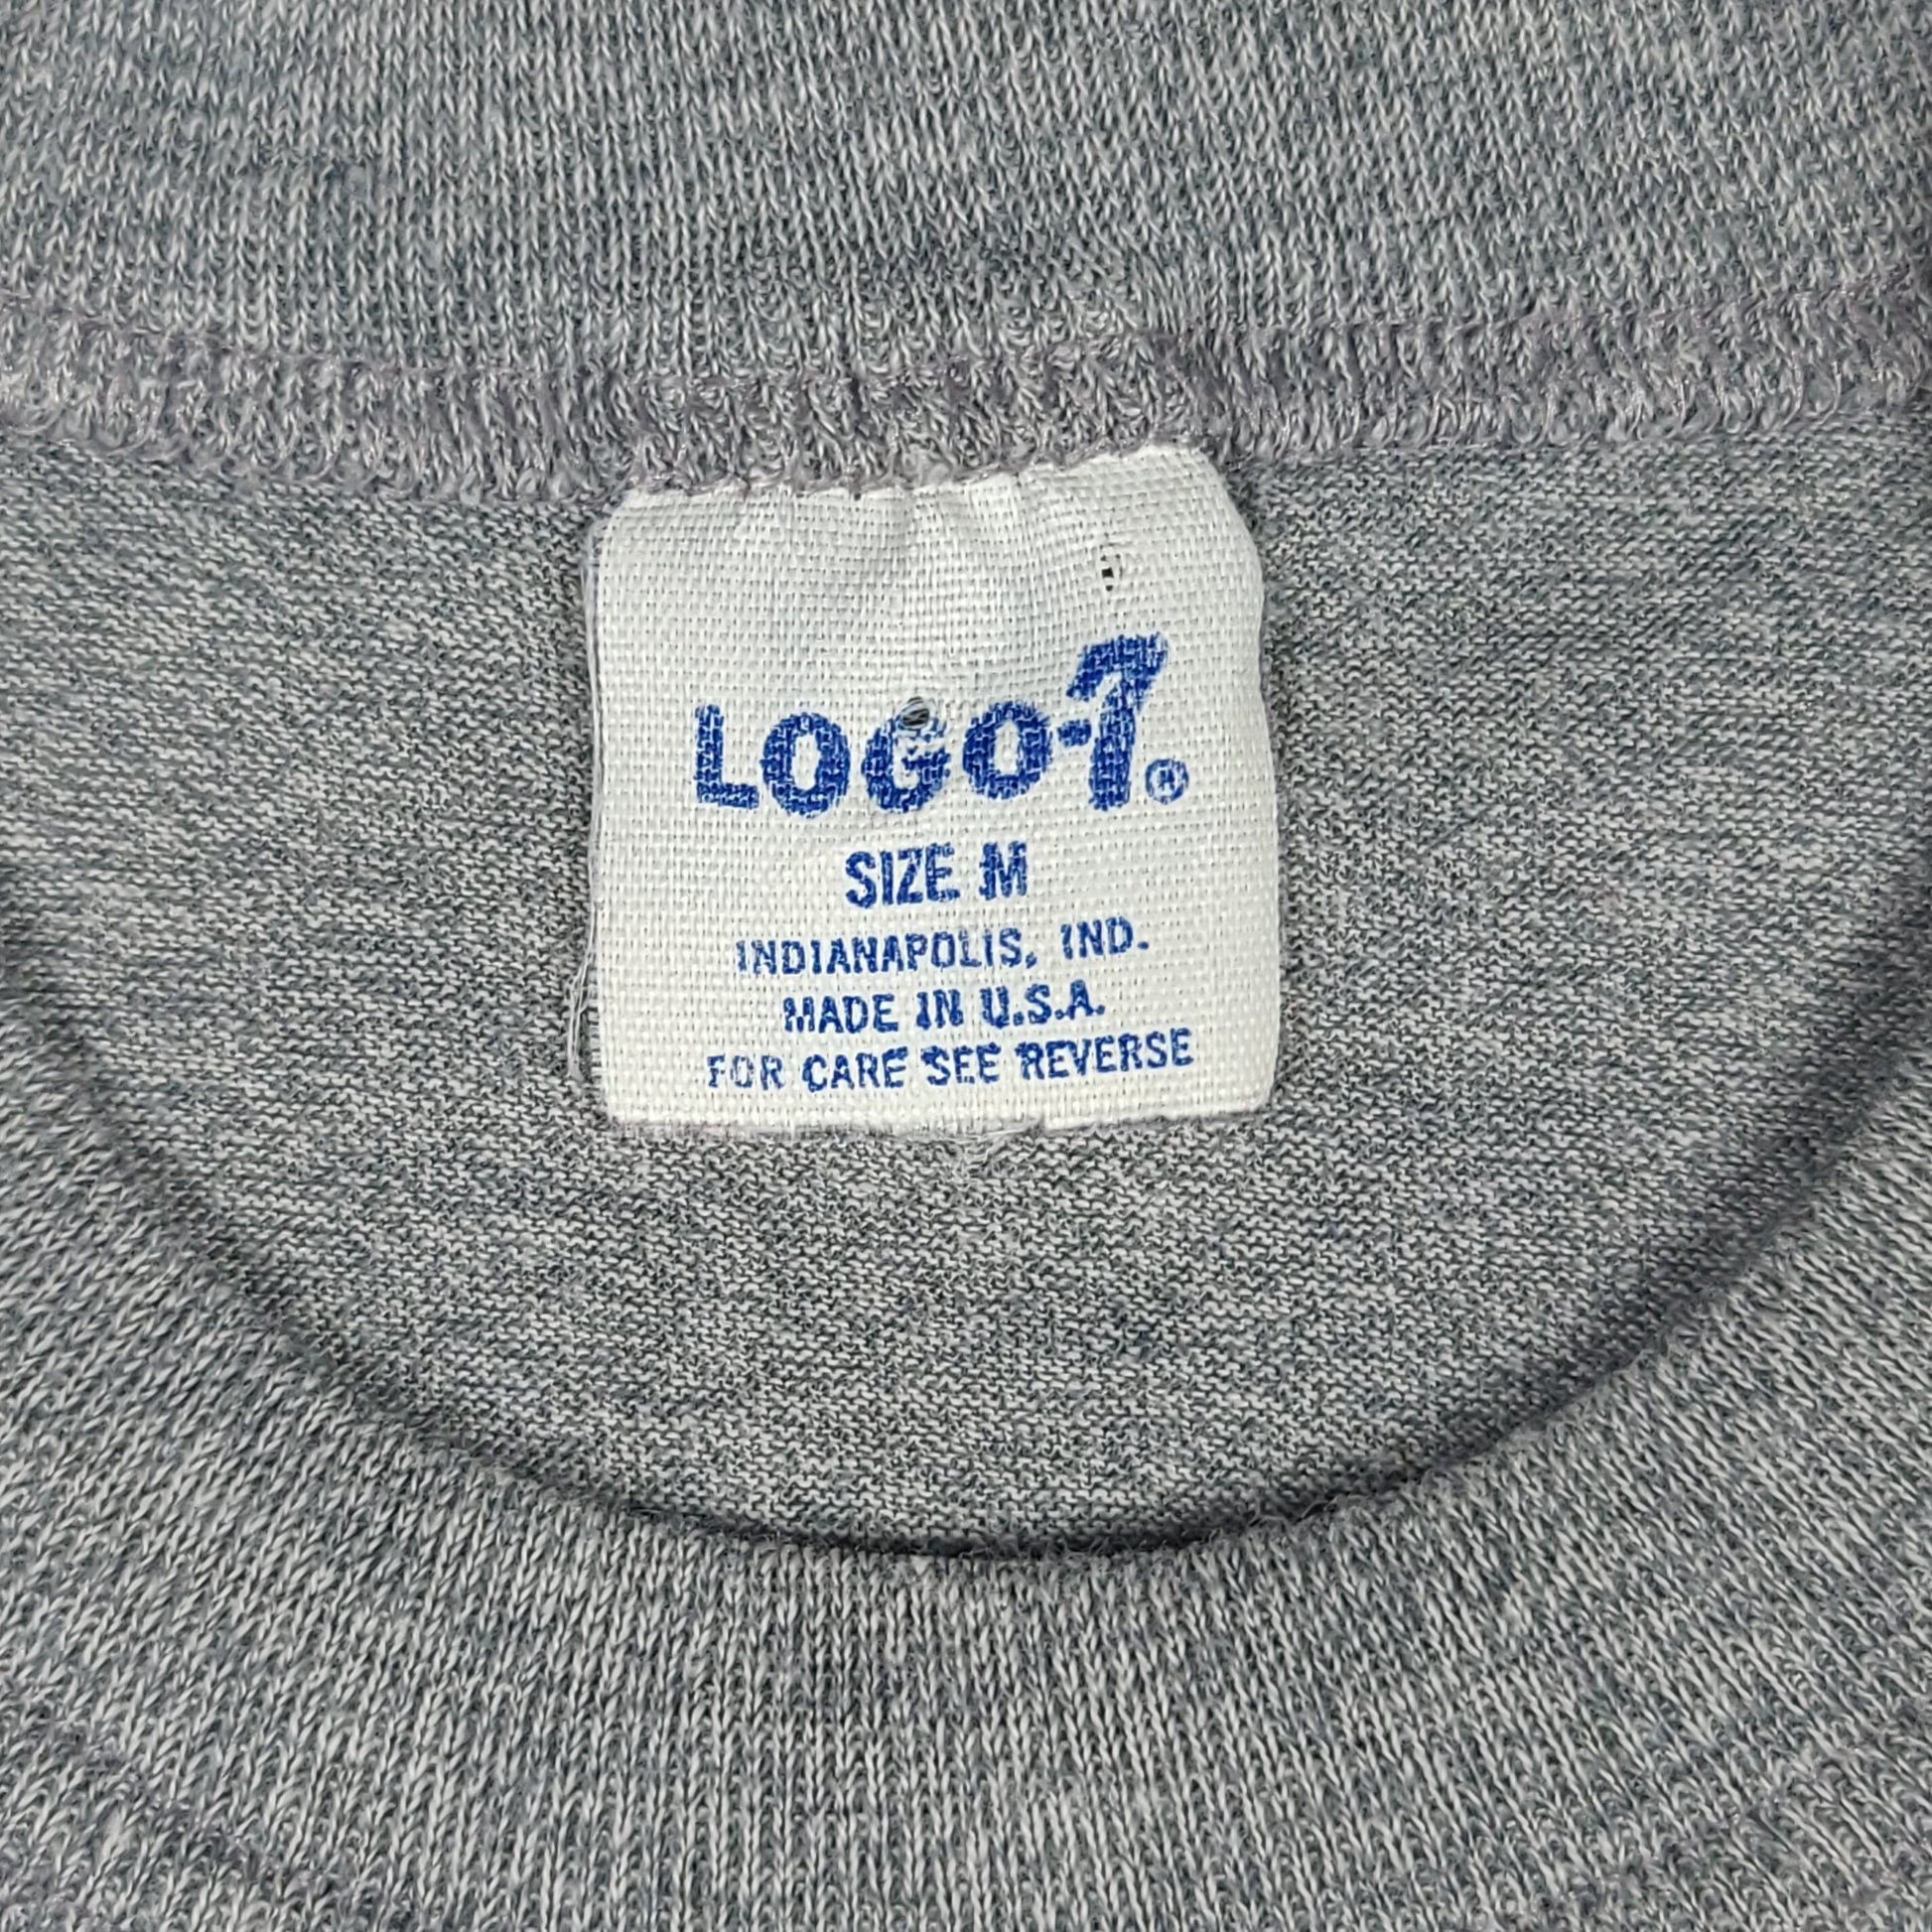 LOGO-7®
SIZE M
INDIANAPOLIS, IND.
MADE IN U.S.A.
FOR CARE SEE REVERSE